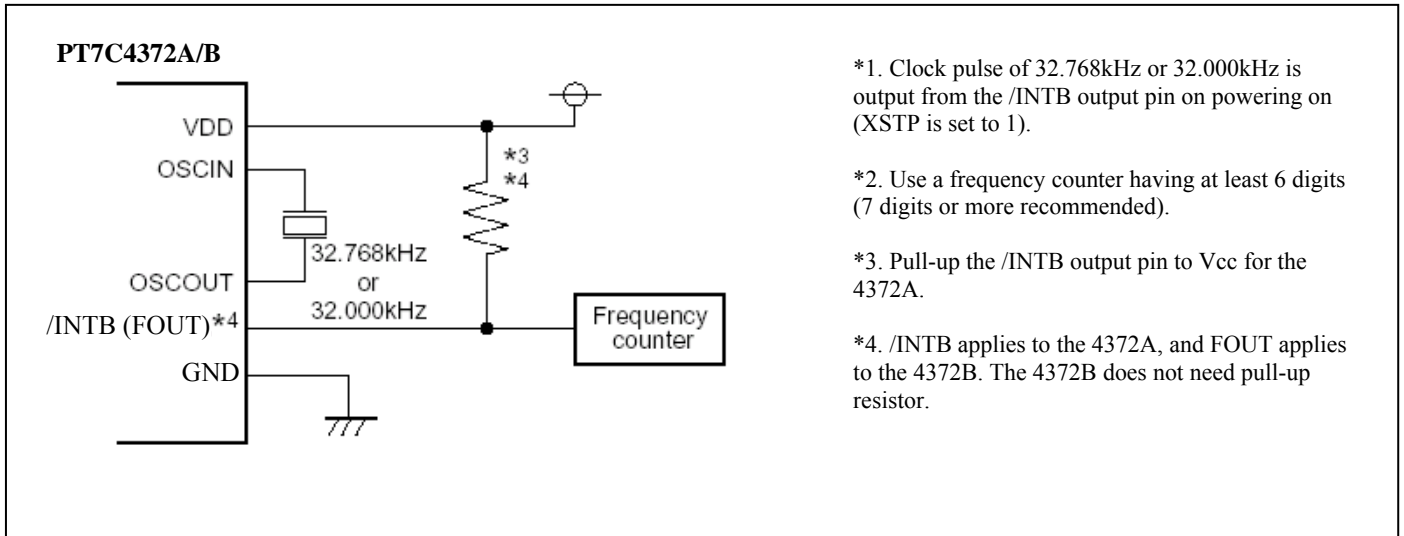 PT7C4372A/B
VDD
OSCIN
OSCOUT
/INTB (FOUT)*4
GND
32.768kHz
or
32.000kHz
*3
*4
Frequency
counter
*1. Clock pulse of 32.768kHz or 32.000kHz is
output from the /INTB output pin on powering on
(XSTP is set to 1).
*2. Use a frequency counter having at least 6 digits
(7 digits or more recommended).
*3. Pull-up the /INTB output pin to Vcc for the
4372A.
*4. /INTB applies to the 4372A, and FOUT applies
to the 4372B. The 4372B does not need pull-up
resistor.